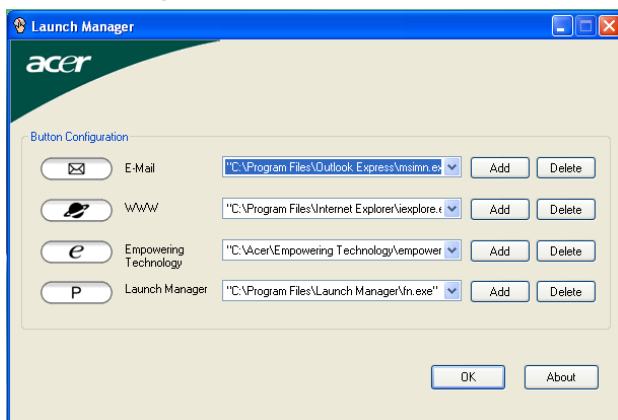 Launch Manager
acer
Button Configuration
E-Mail "C:\Program Files\Outlook Express\msimn.ex Add Delete
WWW "C:\Program Files\Internet Explorer\iexplore.e Add Delete
e Empowering Technology "C:\Acer\Empowering Technology\empower Add Delete
P Launch Manager "C:\Program Files\Launch Manager\fn.exe" Add Delete
OK About